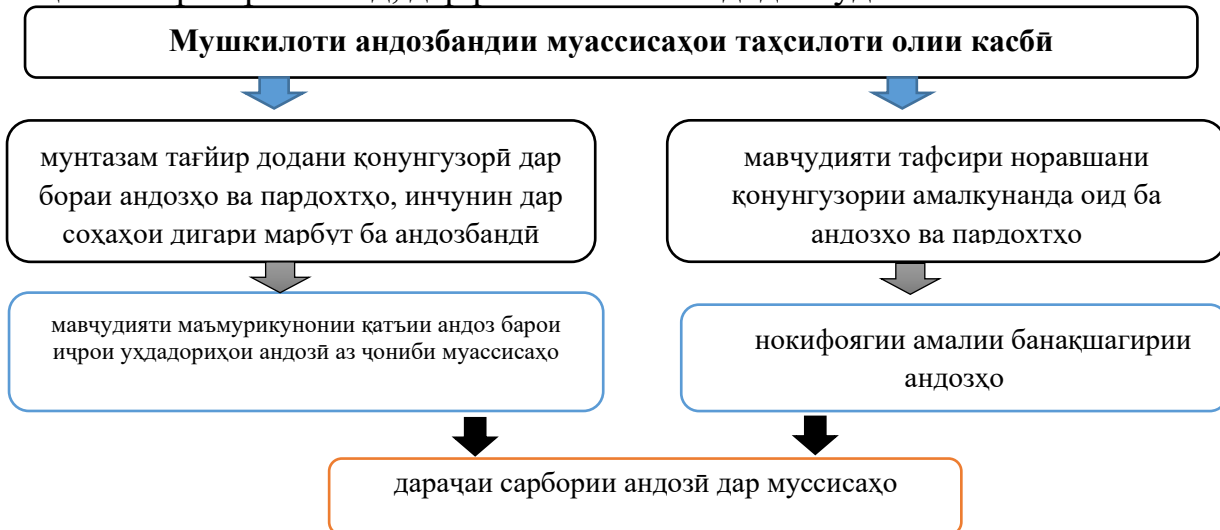 Мушкилоти андозбандии муассисаҳои таҳсилоти олии касбӣ
мунтазам тағйир додани қонунгузорӣ дар
бораи андозҳо ва пардохтҳо, инчунин дар
соҳаҳои дигари марбут ба андозбандӣ
мавҷудияти тафсири норавшани
қонунгузории амалкунанда оид ба
андозҳо ва пардохтҳо
мавҷудияти маъмурикунонии қатъии андоз барои
иҷрои уҳдадориҳои андозӣ аз ҷониби муассисаҳо
нокифоягии амалии банақшагирии
андозҳо
дараҷаи сарбории андозӣ дар муссисаҳо